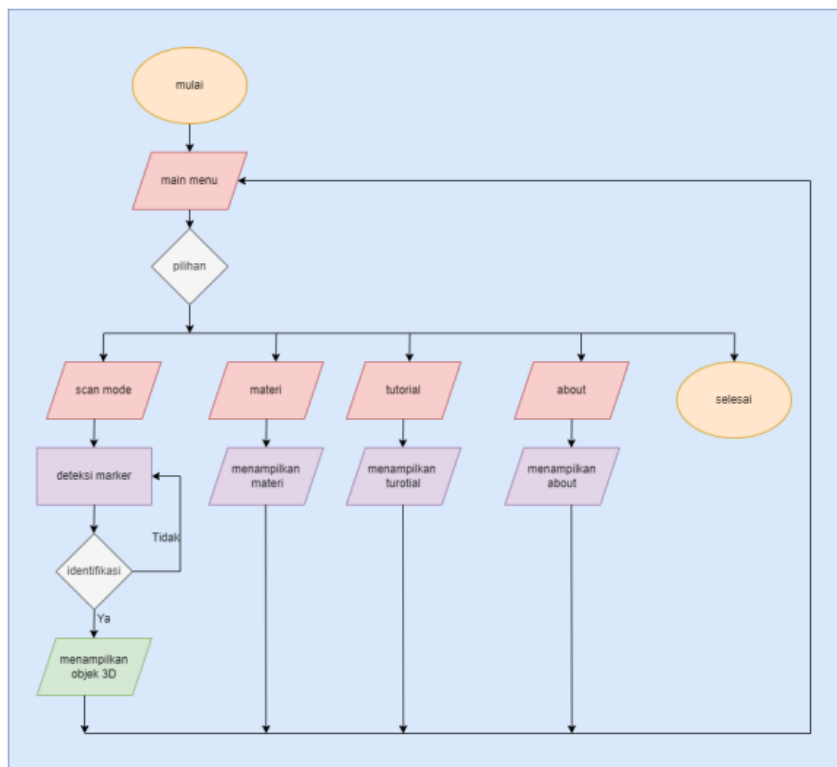 mulai
main menu
pilihan
scan mode
materi
tutorial
about
selesai
deteksi marker
menampilkan
materi
menampilkan
turotial
menampilkan
about
Tidak
identifikasi
Ya
menampilkan
objek 3D